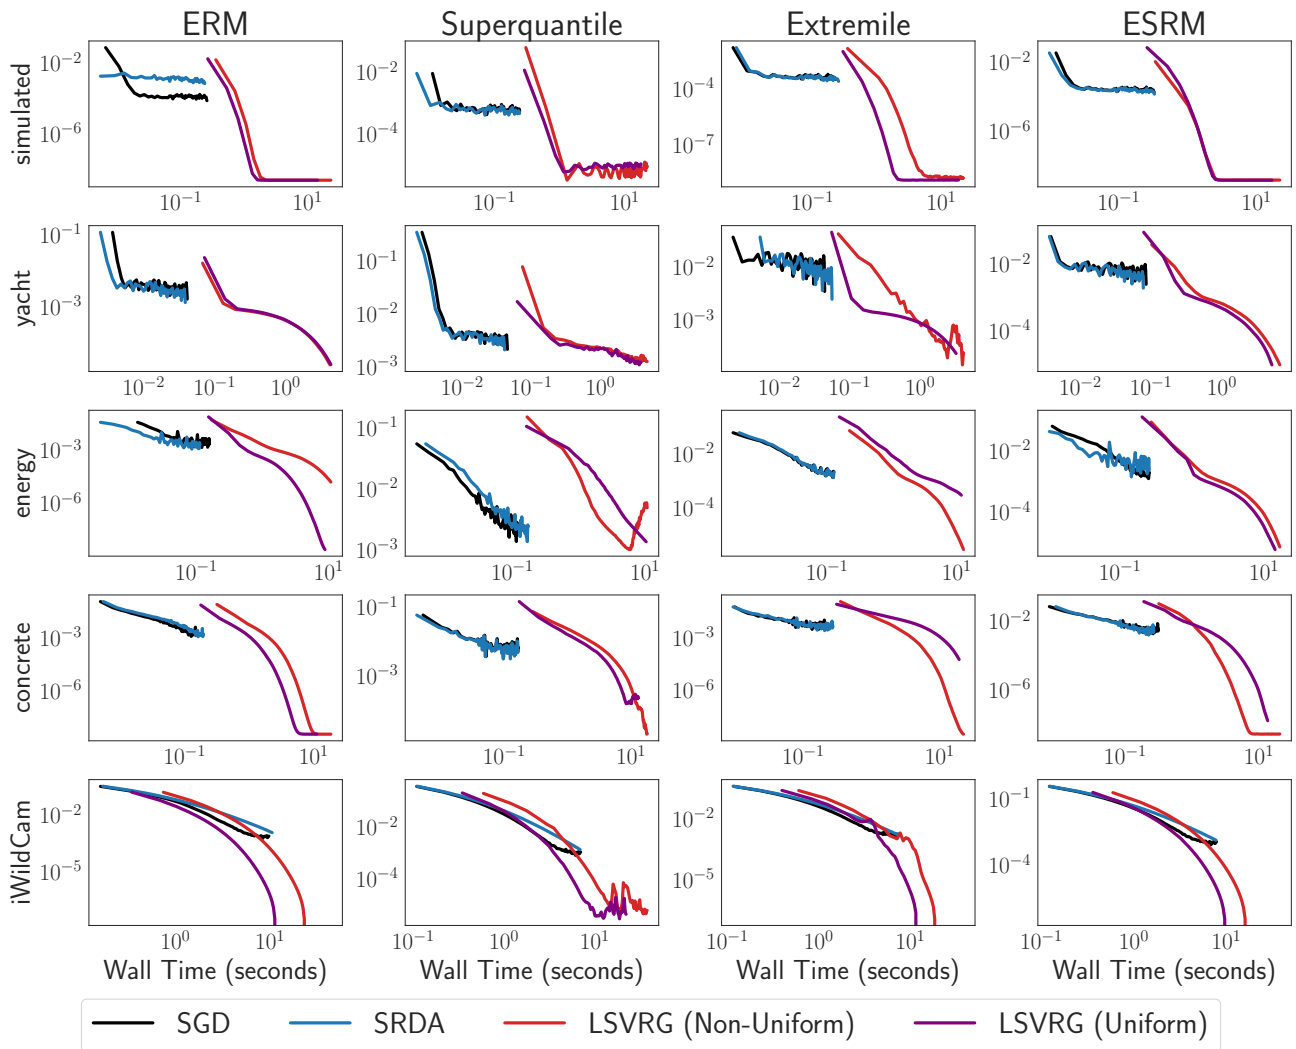 ERM Superquantile Extremile ESRM
simulated
10^{-2} 10^{-6} 10^{-1} 10^{1}
10^{-2} 10^{-4} 10^{-1} 10^{1}
10^{-4} 10^{-7} 10^{-1} 10^{1}
10^{-2} 10^{-6} 10^{-1} 10^{1}
yacht
10^{-1} 10^{-3} 10^{-2} 10^{-1} 10^{0}
10^{-1} 10^{-2} 10^{-3} 10^{-2} 10^{-1} 10^{0}
10^{-2} 10^{-3} 10^{-2} 10^{-1} 10^{0}
10^{-2} 10^{-4} 10^{-2} 10^{-1} 10^{0}
energy
10^{-3} 10^{-6} 10^{-1} 10^{1}
10^{-1} 10^{-2} 10^{-3} 10^{-1} 10^{1}
10^{-2} 10^{-4} 10^{-1} 10^{1}
10^{-2} 10^{-4} 10^{-1} 10^{1}
concrete
10^{-3} 10^{-6} 10^{-1} 10^{1}
10^{-1} 10^{-3} 10^{-1} 10^{1}
10^{-3} 10^{-6} 10^{-1} 10^{1}
10^{-2} 10^{-6} 10^{-1} 10^{1}
iWildCam
10^{-2} 10^{-5} 10^{0} 10^{1}
10^{-2} 10^{-4} 10^{-1} 10^{0} 10^{1}
10^{-2} 10^{-5} 10^{-1} 10^{0} 10^{1}
10^{-1} 10^{-4} 10^{-1} 10^{0} 10^{1}
Wall Time (seconds) Wall Time (seconds) Wall Time (seconds) Wall Time (seconds)
SGD SRDA LSVRG (Non-Uniform) LSVRG (Uniform)